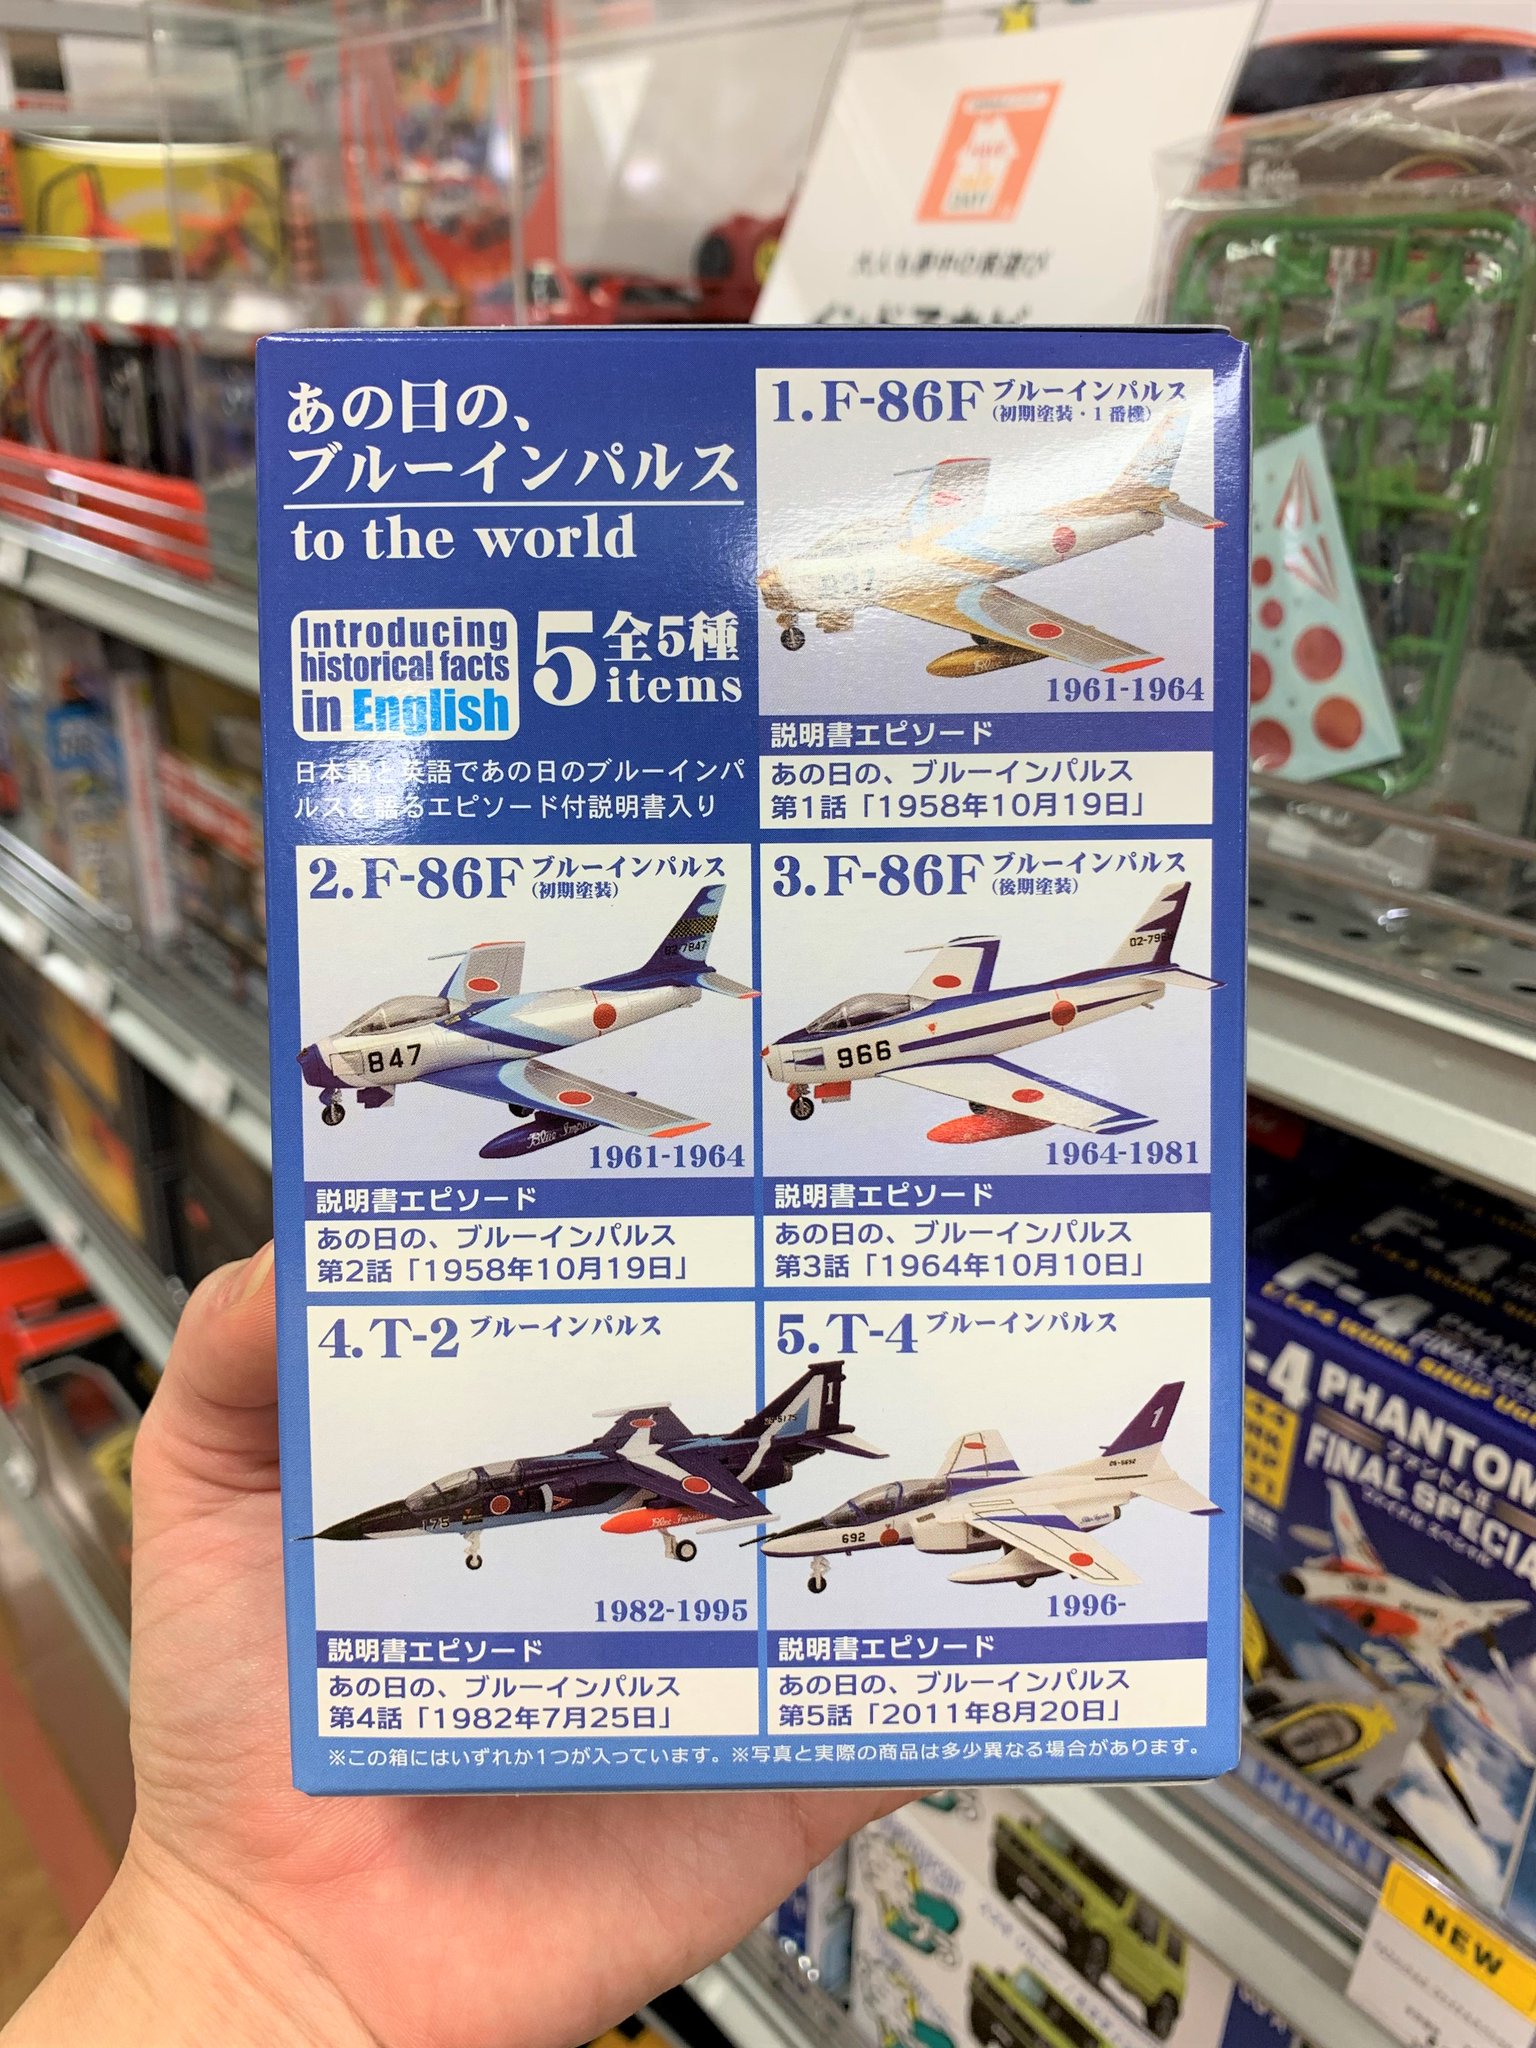 あの日の、
ブルーインパルス
to the world
Introducing
historical facts
in English
5 全5種
items
日本語と英語であの日のブルーインパ
ルスを語るエピソード付説明書入り
1.F-86F ブルーインパルス
(初期塗装・1番機)
Blue Impulse
1961-1964
説明書エピソード
あの日の、ブルーインパルス
第1話「1958年10月19日」
2.F-86F ブルーインパルス
(初期塗装)
02-7847
847
1961-1964
説明書エピソード
あの日の、ブルーインパルス
第2話「1958年10月19日」
3.F-86F ブルーインパルス
(後期塗装)
966
1964-1981
説明書エピソード
あの日の、ブルーインパルス
第3話「1964年10月10日」
4.T-2 ブルーインパルス
1
175
1982-1995
説明書エピソード
あの日の、ブルーインパルス
第4話「1982年7月25日」
5.T-4 ブルーインパルス
1
692
1996-
説明書エピソード
あの日の、ブルーインパルス
第5話「2011年8月20日」
※この箱にはいずれか1つが入っています。※写真と実際の商品は多少異なる場合があります。
F-4
PHANTOM
FINAL SPECIA
NEW